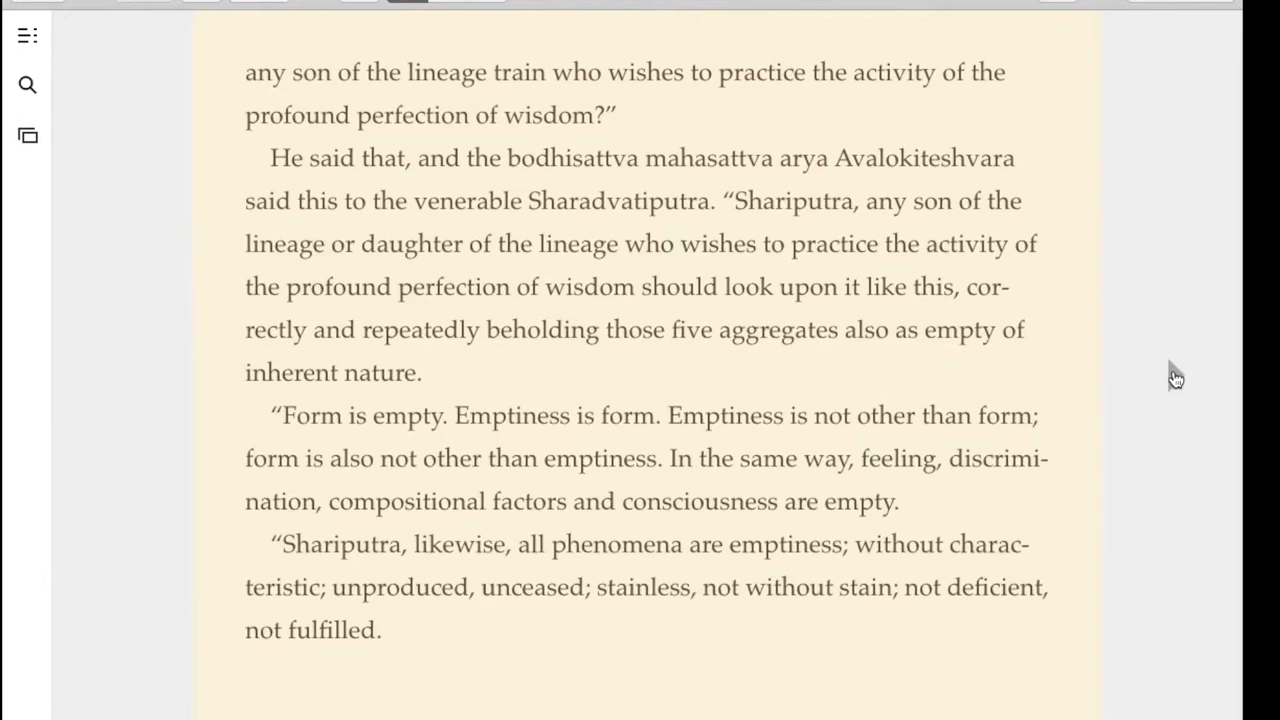 any son of the lineage train who wishes to practice the activity of the
profound perfection of wisdom?”
He said that, and the bodhisattva mahasattva arya Avalokiteshvara
said this to the venerable Sharadvatiputra. “Shariputra, any son of the
lineage or daughter of the lineage who wishes to practice the activity of
the profound perfection of wisdom should look upon it like this, cor-
rectly and repeatedly beholding those five aggregates also as empty of
inherent nature.
“Form is empty. Emptiness is form. Emptiness is not other than form;
form is also not other than emptiness. In the same way, feeling, discrimi-
nation, compositional factors and consciousness are empty.
“Shariputra, likewise, all phenomena are emptiness; without charac-
teristic; unproduced, unceased; stainless, not without stain; not deficient,
not fulfilled.